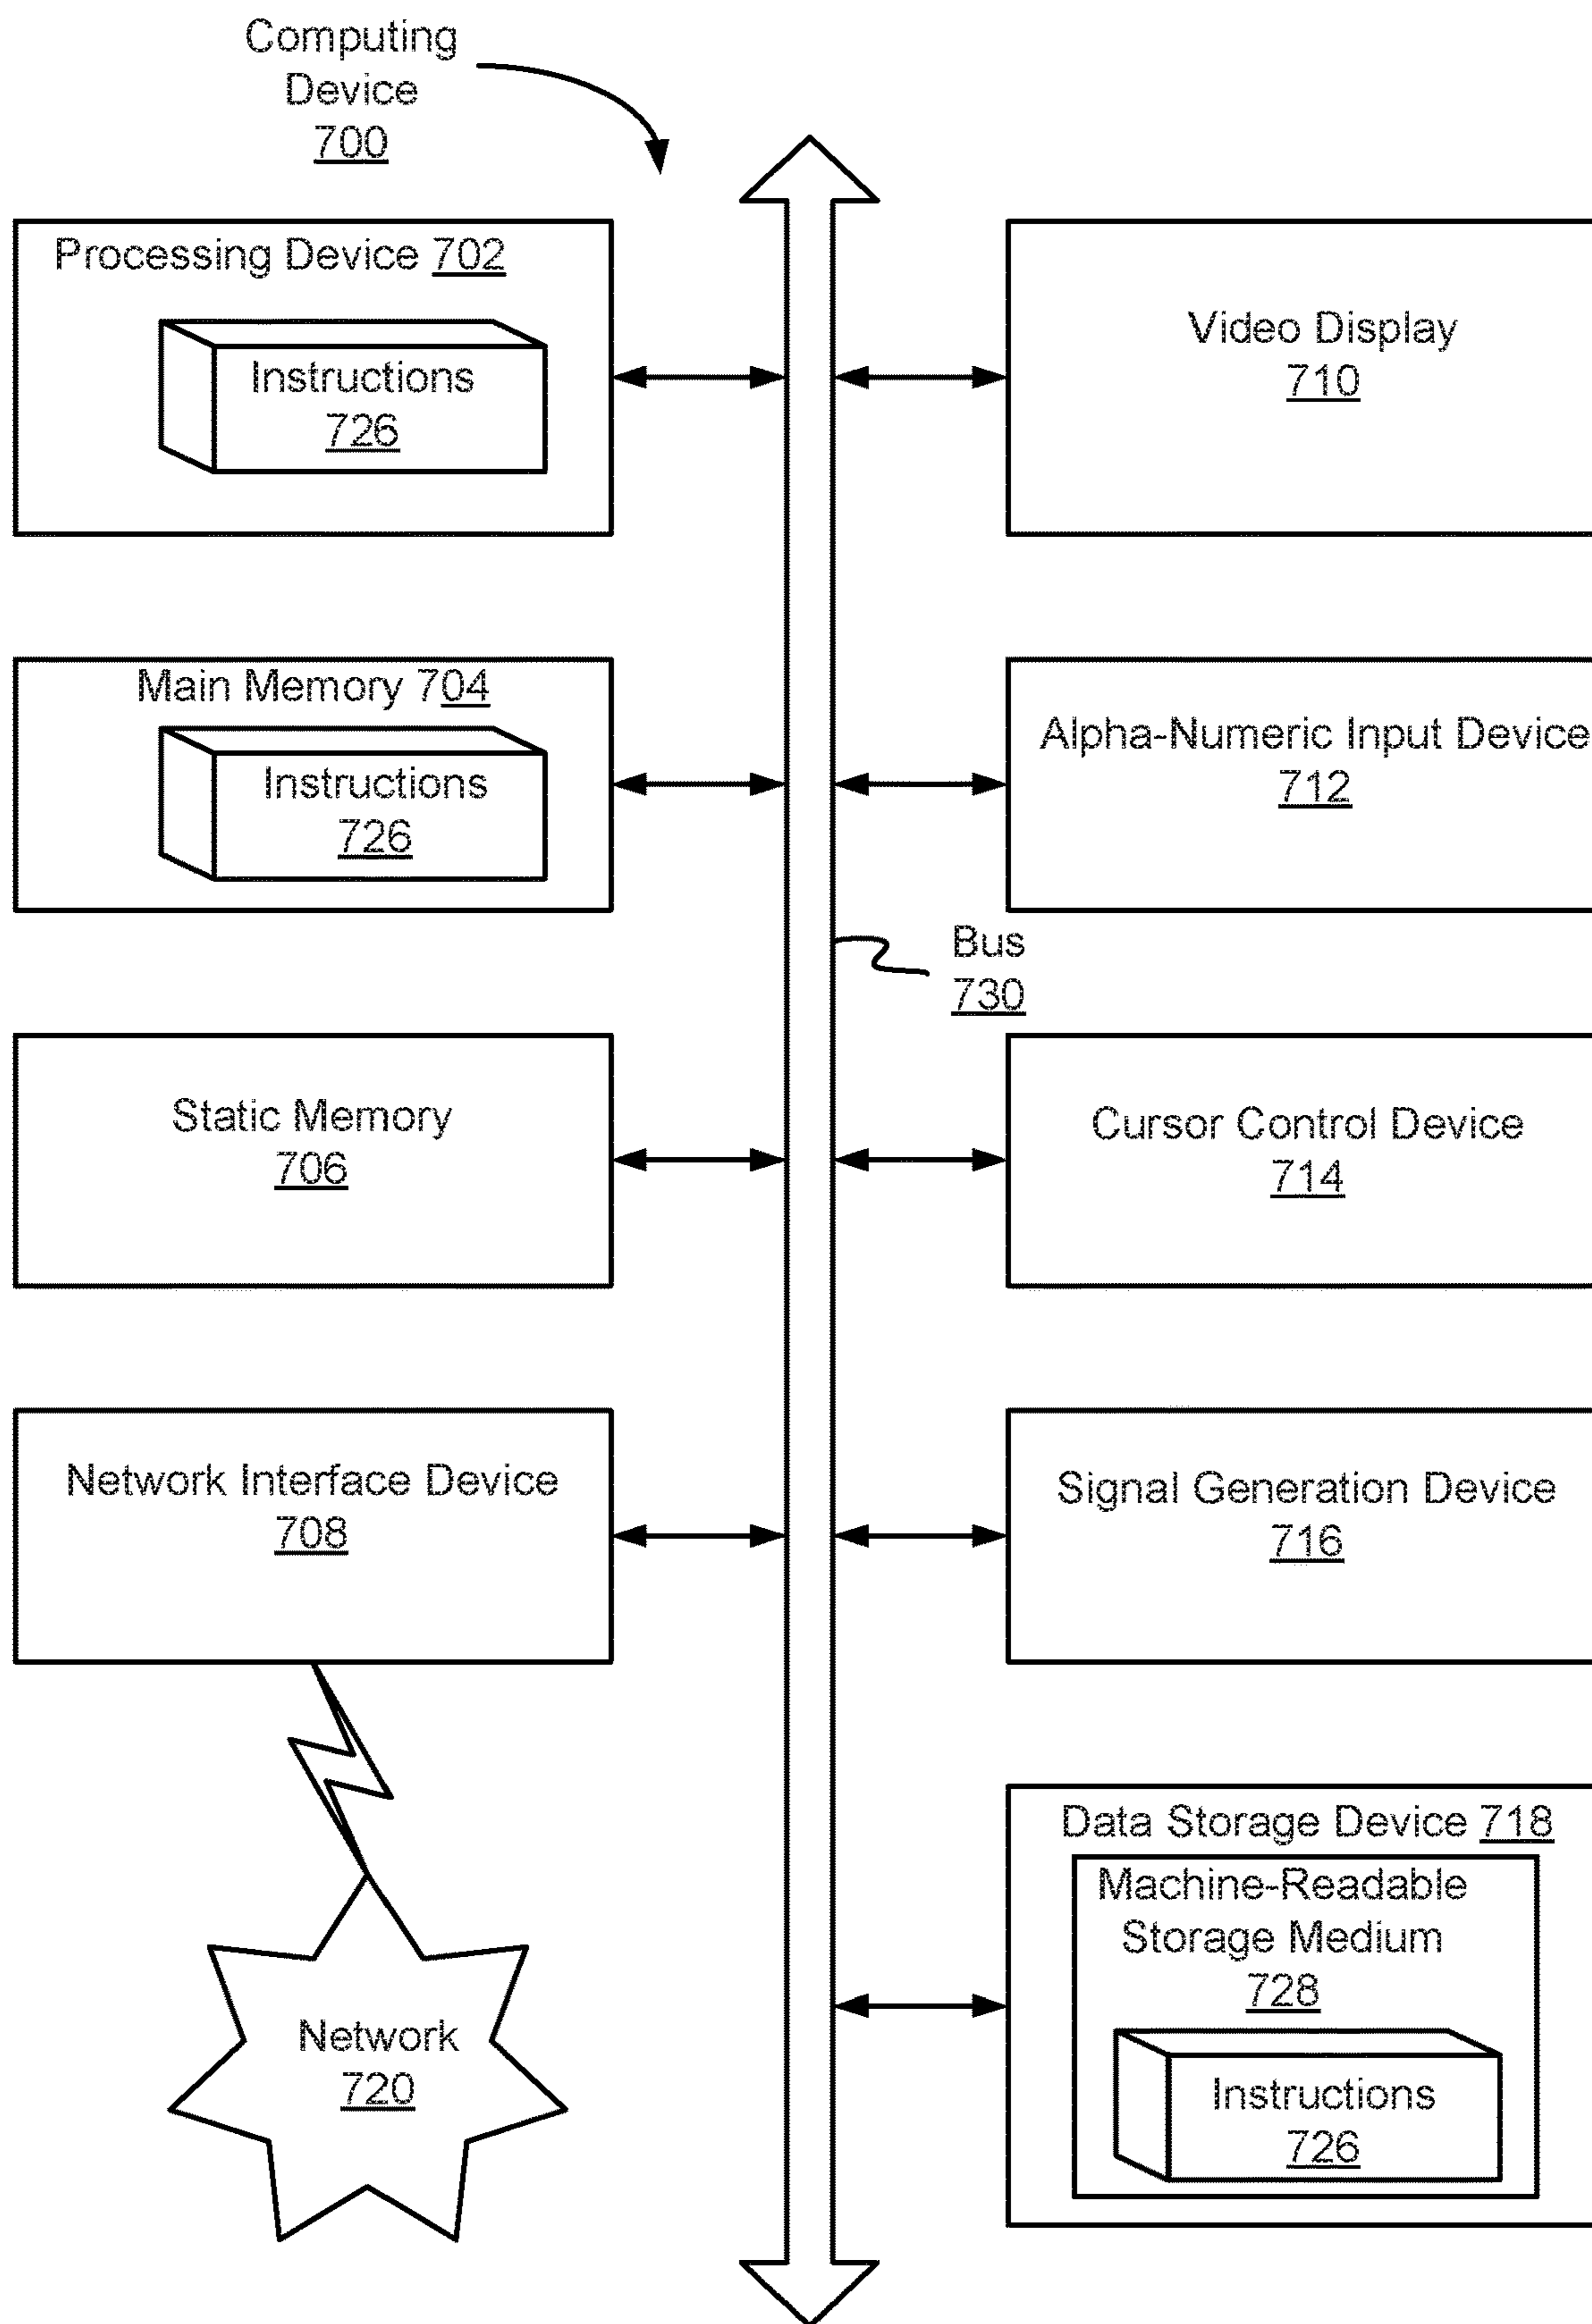 Computing
Device
700
Processing Device 702
Instructions
726
Video Display
710
Main Memory 704
Instructions
726
Alpha-Numeric Input Device
712
Bus
730
Static Memory
706
Cursor Control Device
714
Network Interface Device
708
Signal Generation Device
716
Data Storage Device 718
Machine-Readable
Storage Medium
728
Instructions
726
Network
720